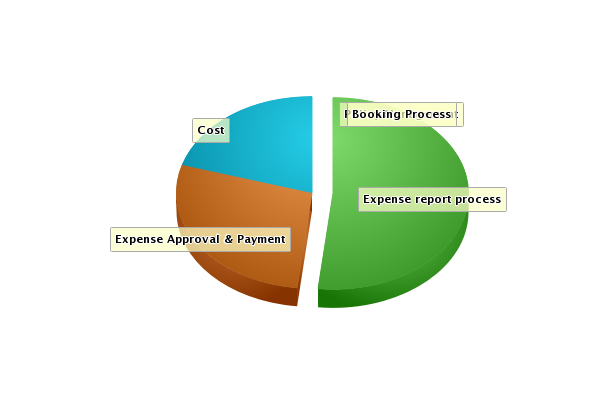 Cost
Booking Process
Expense report process
Expense Approval & Payment